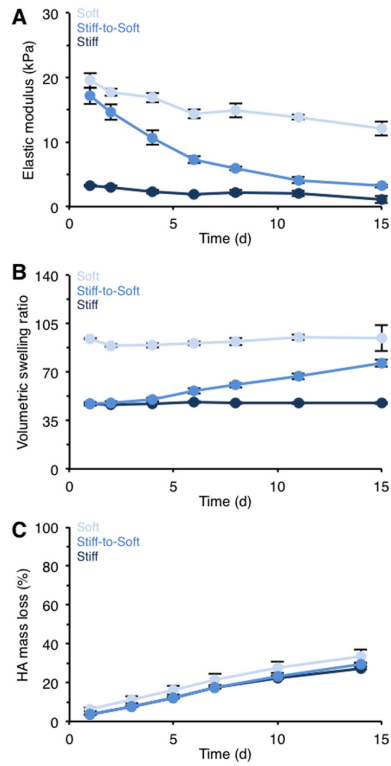 A
Soft
Stiff-to-Soft
Stiff
Elastic modulus (kPa)
30
20
10
0
0 5 10 15
Time (d)
B
Soft
Stiff-to-Soft
Stiff
Volumetric swelling ratio
140
105
70
35
0
0 5 10 15
Time (d)
C
Soft
Stiff-to-Soft
Stiff
HA mass loss (%)
100
80
60
40
20
0
0 5 10 15
Time (d)